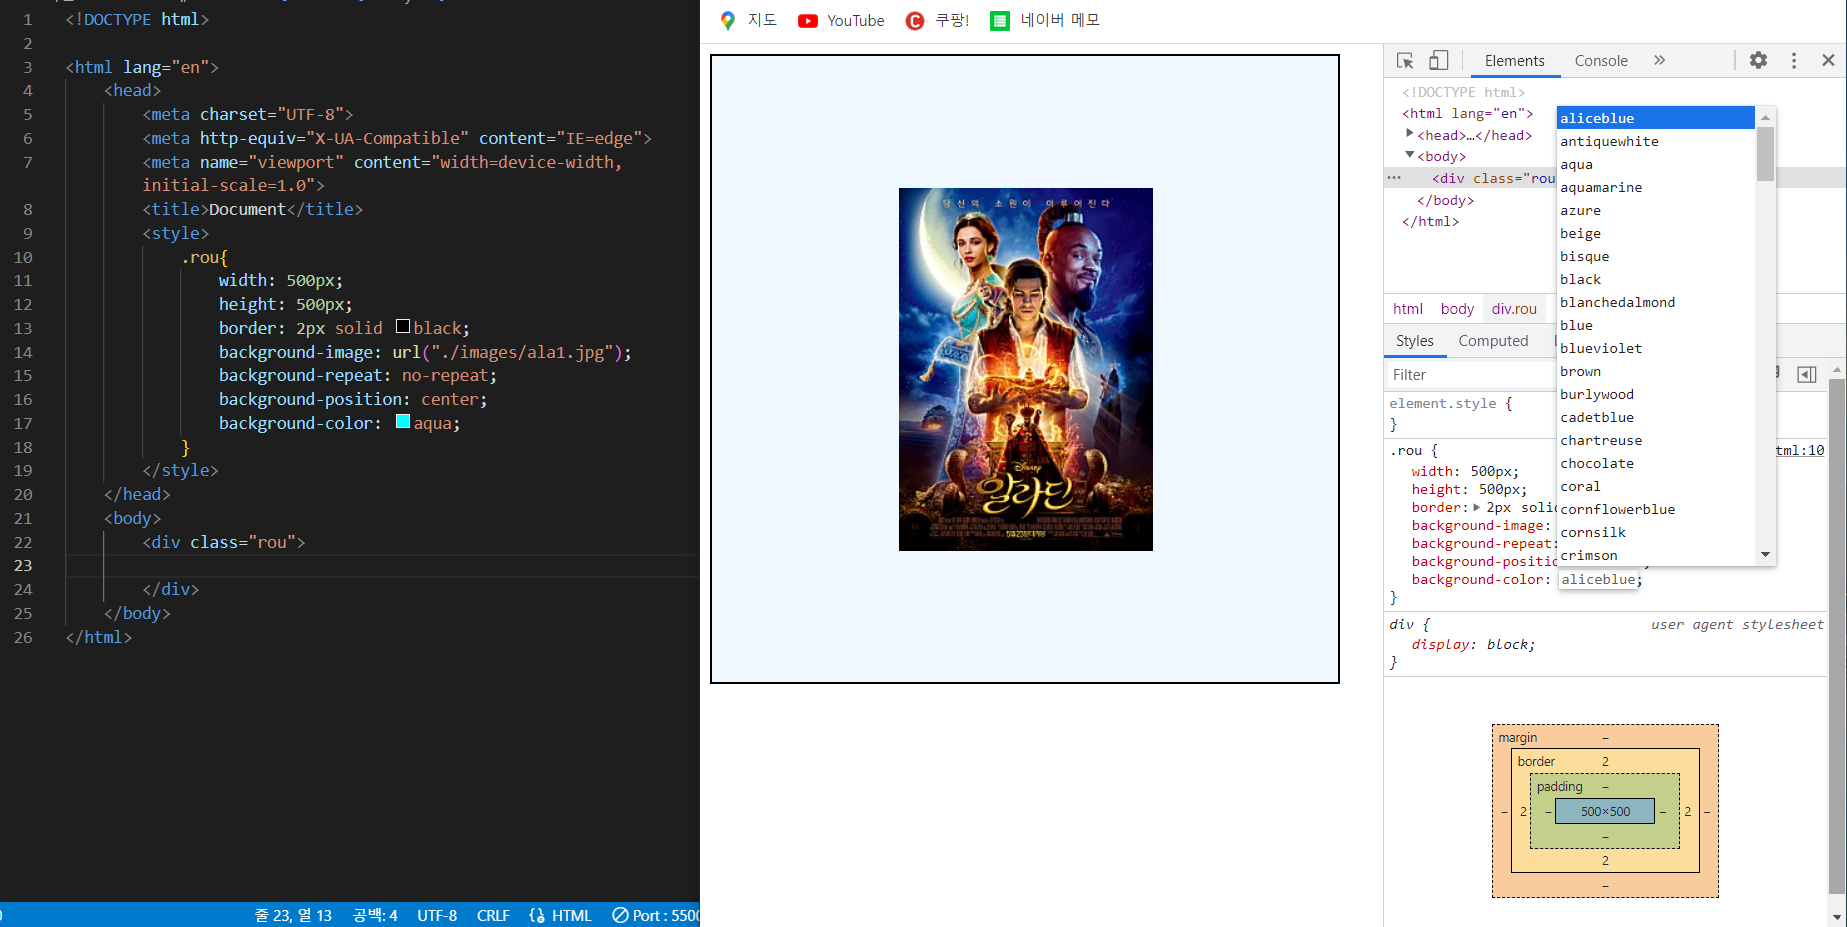 1 <!DOCTYPE html>
2
3 <html lang="en">
4 <head>
5 <meta charset="UTF-8">
6 <meta http-equiv="X-UA-Compatible" content="IE=edge">
7 <meta name="viewport" content="width=device-width,
initial-scale=1.0">
8 <title>Document</title>
9 <style>
10 .rou{
11 width: 500px;
12 height: 500px;
13 border: 2px solid black;
14 background-image: url("./images/ala1.jpg");
15 background-repeat: no-repeat;
16 background-position: center;
17 background-color: aqua;
18 }
19 </style>
20 </head>
21 <body>
22 <div class="rou">
23
24 </div>
25 </body>
26 </html>
줄 23, 열 13 공백: 4 UTF-8 CRLF HTML Port : 5500
지도 YouTube 쿠팡! 네이버 메모
당신의 소원이 이루어진다
Disney
알라딘
Elements Console
<!DOCTYPE html>
<html lang="en">
<head>…</head>
<body>
<div class="rou
</body>
</html>
aliceblue
antiquewhite
aqua
aquamarine
azure
beige
bisque
black
blanchedalmond
blue
blueviolet
brown
burlywood
cadetblue
chartreuse
chocolate
coral
cornflowerblue
cornsilk
crimson
html body div.rou
Styles Computed
Filter
element.style {
}
.rou { tml:10
width: 500px;
height: 500px;
border: 2px soli
background-image:
background-repeat:
background-positio
background-color: aliceblue;
}
div { user agent stylesheet
display: block;
}
margin –
border 2
padding –
– 2 – 500×500 – 2 –
–
2
–